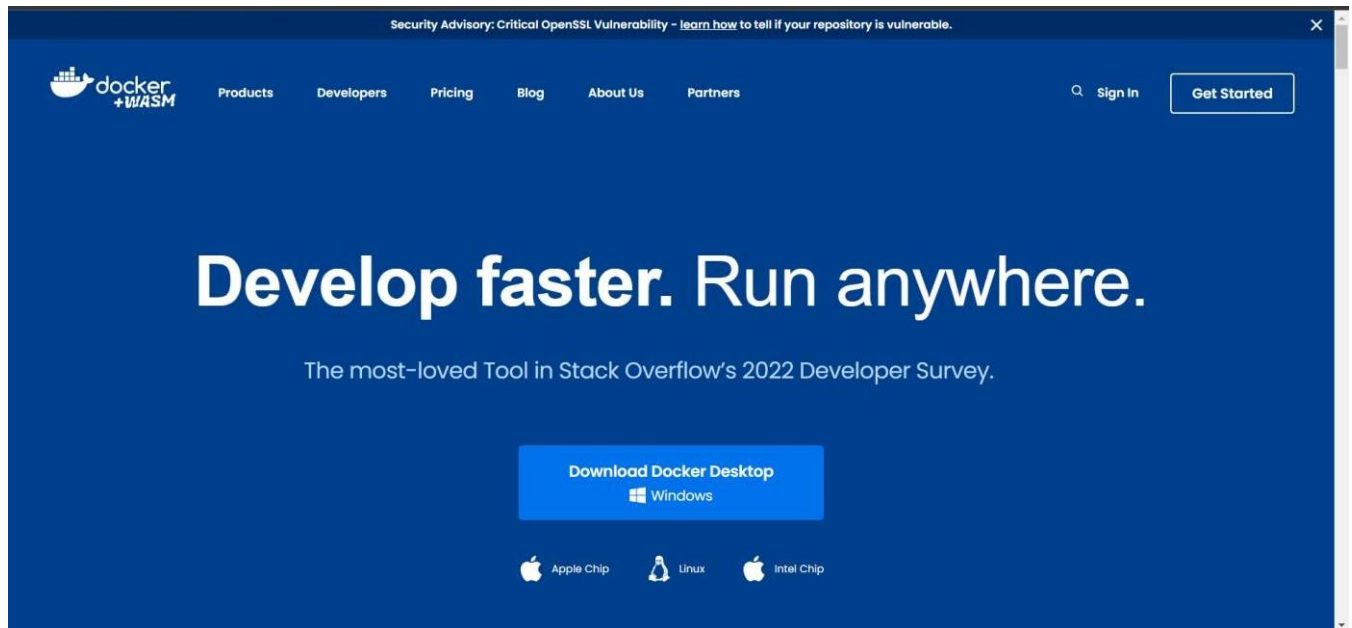 Security Advisory: Critical OpenSSL Vulnerability - learn how to tell if your repository is vulnerable.
docker
+WASM
Products Developers Pricing Blog About Us Partners Sign In Get Started
Develop faster. Run anywhere.
The most-loved Tool in Stack Overflow's 2022 Developer Survey.
Download Docker Desktop
Windows
Apple Chip Linux Intel Chip